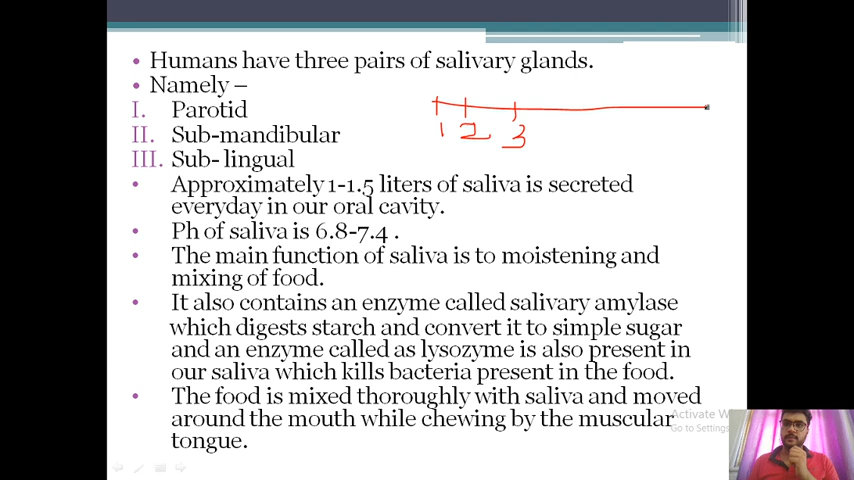 • Humans have three pairs of salivary glands.
• Namely –
I. Parotid
II. Sub-mandibular
III. Sub- lingual
1 2 3
• Approximately 1-1.5 liters of saliva is secreted
everyday in our oral cavity.
• Ph of saliva is 6.8-7.4 .
• The main function of saliva is to moistening and
mixing of food.
• It also contains an enzyme called salivary amylase
which digests starch and convert it to simple sugar
and an enzyme called as lysozyme is also present in
our saliva which kills bacteria present in the food.
• The food is mixed thoroughly with saliva and moved
around the mouth while chewing by the muscular
tongue.
Activate W
Go to Settings